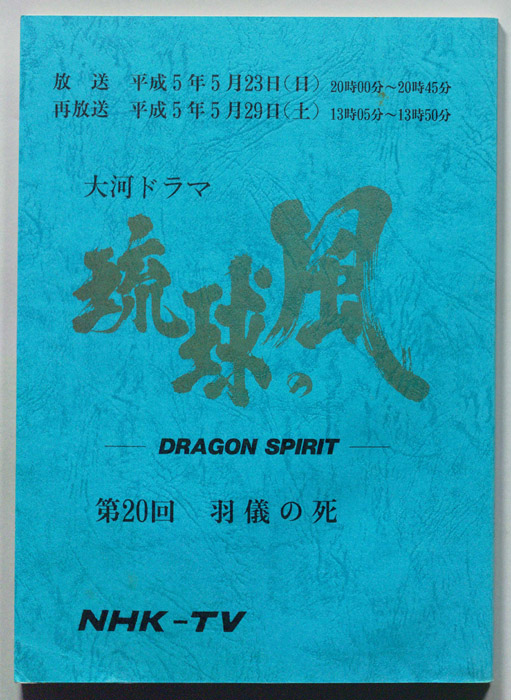 放送 平成5年5月23日(日) 20時00分～20時45分
再放送 平成5年5月29日(土) 13時05分～13時50分
大河ドラマ
琉球の風
DRAGON SPIRIT
第20回 羽儀の死
NHK-TV